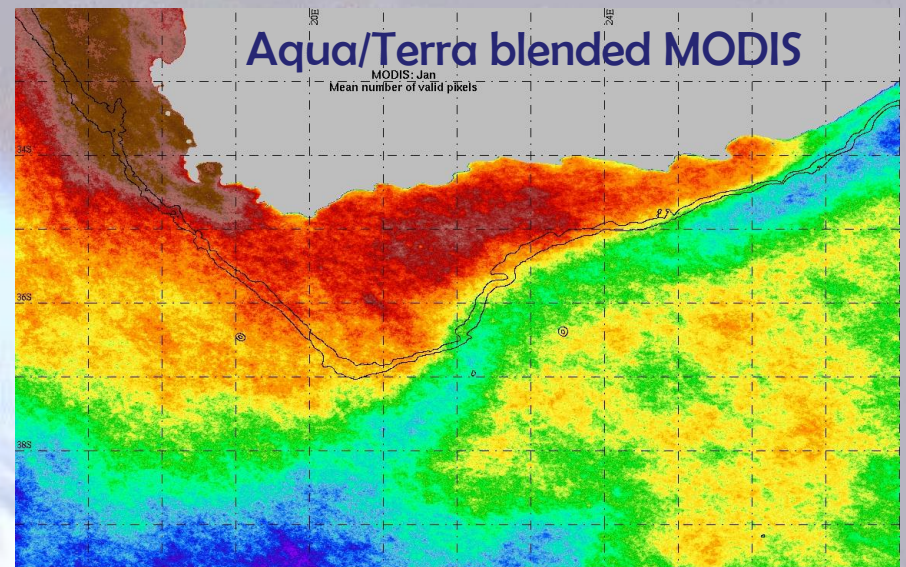 20E
24E
Aqua/Terra blended MODIS
MODIS: Jan
Mean number of valid pixels
34S
36S
38S